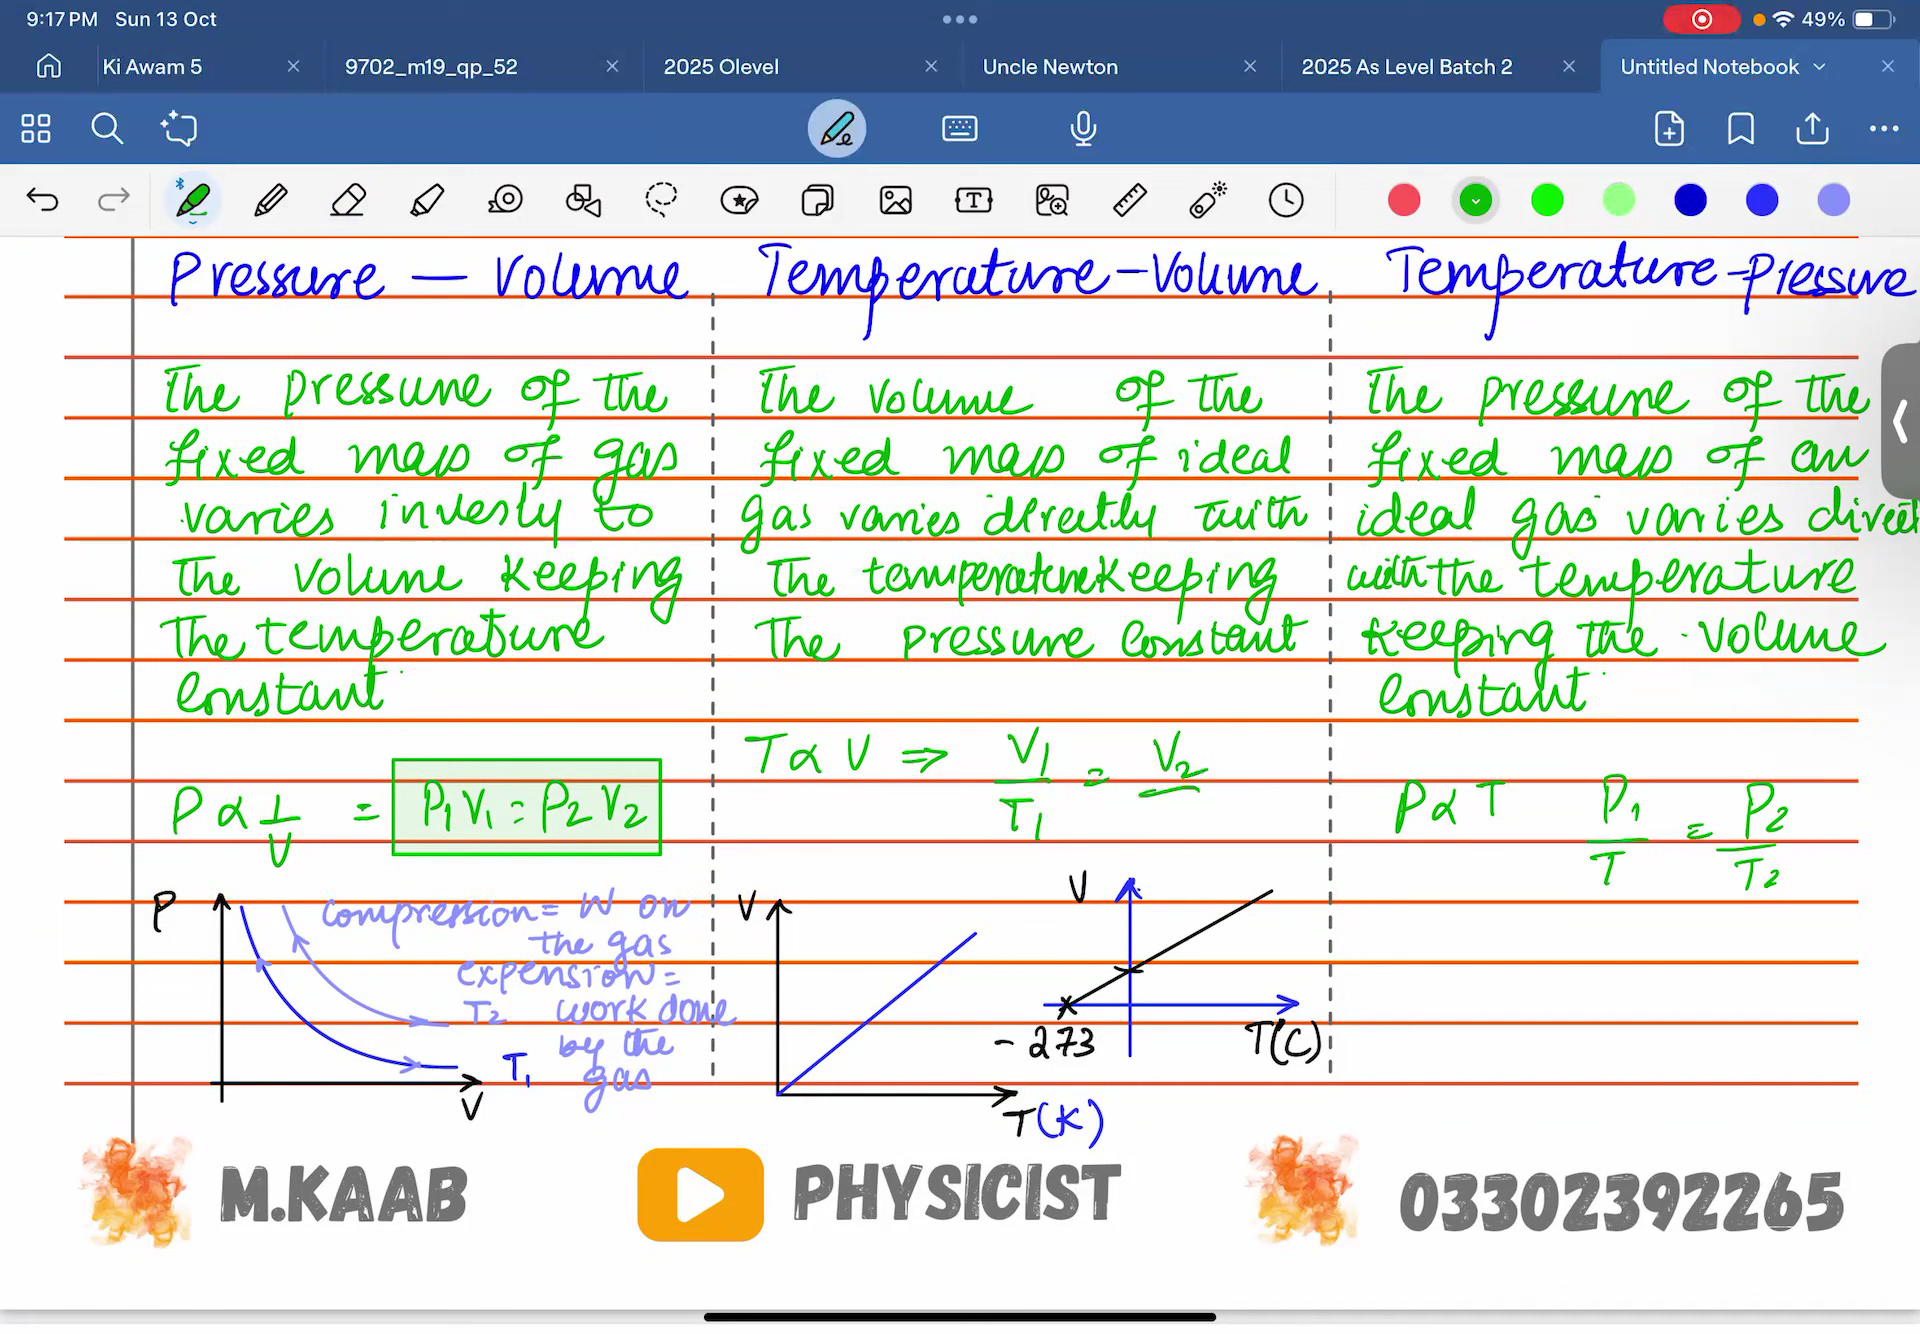 9:17 PM Sun 13 Oct
49%
Ki Awam 5
9702_m19_qp_52
2025 Olevel
Uncle Newton
2025 As Level Batch 2
Untitled Notebook
Pressure — Volume
The pressure of the
fixed mass of gas
varies inversly to
the volume keeping
the temperature
constant
P ∝ 1/V = P₁V₁ = P₂V₂
P
compression = W on
the gas
expension =
T₂ work done
by the
T₁ gas
V
Temperature - Volume
The volume of the
fixed mass of ideal
gas varies directly with
the temperature keeping
the pressure constant
T ∝ V ⇒ V₁/T₁ = V₂
V
T(K)
V
-273
T(C)
Temperature - Pressure
The pressure of the
fixed mass of an
ideal gas varies direct
with the temperature
keeping the volume
constant
P ∝ T P₁/T = P₂/T₂
M.KAAB
PHYSICIST
03302392265